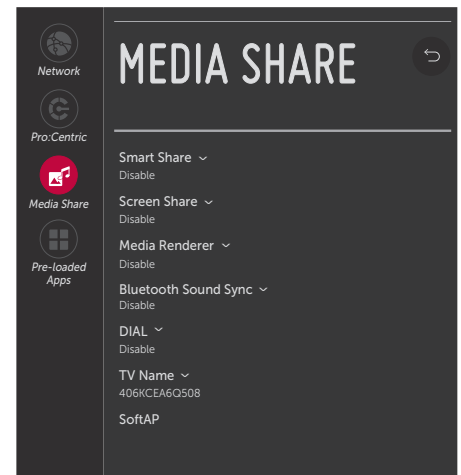 Network
MEDIA SHARE
Pro:Centric
Media Share
Pre-loaded
Apps
Smart Share
Disable
Screen Share
Disable
Media Renderer
Disable
Bluetooth Sound Sync
Disable
DIAL
Disable
TV Name
406KCEA6Q508
SoftAP